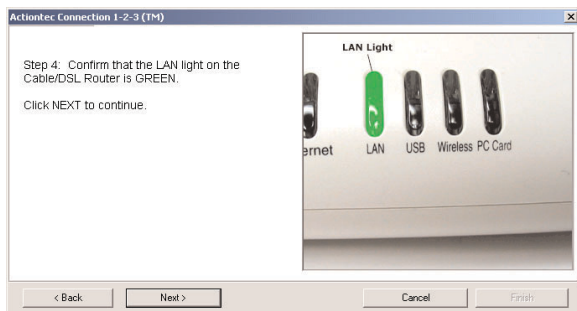 Actiontec Connection 1-2-3 (TM)
LAN Light
Step 4: Confirm that the LAN light on the
Cable/DSL Router is GREEN.
Click NEXT to continue.
ernet LAN USB Wireless PC Card
< Back Next > Cancel Finish